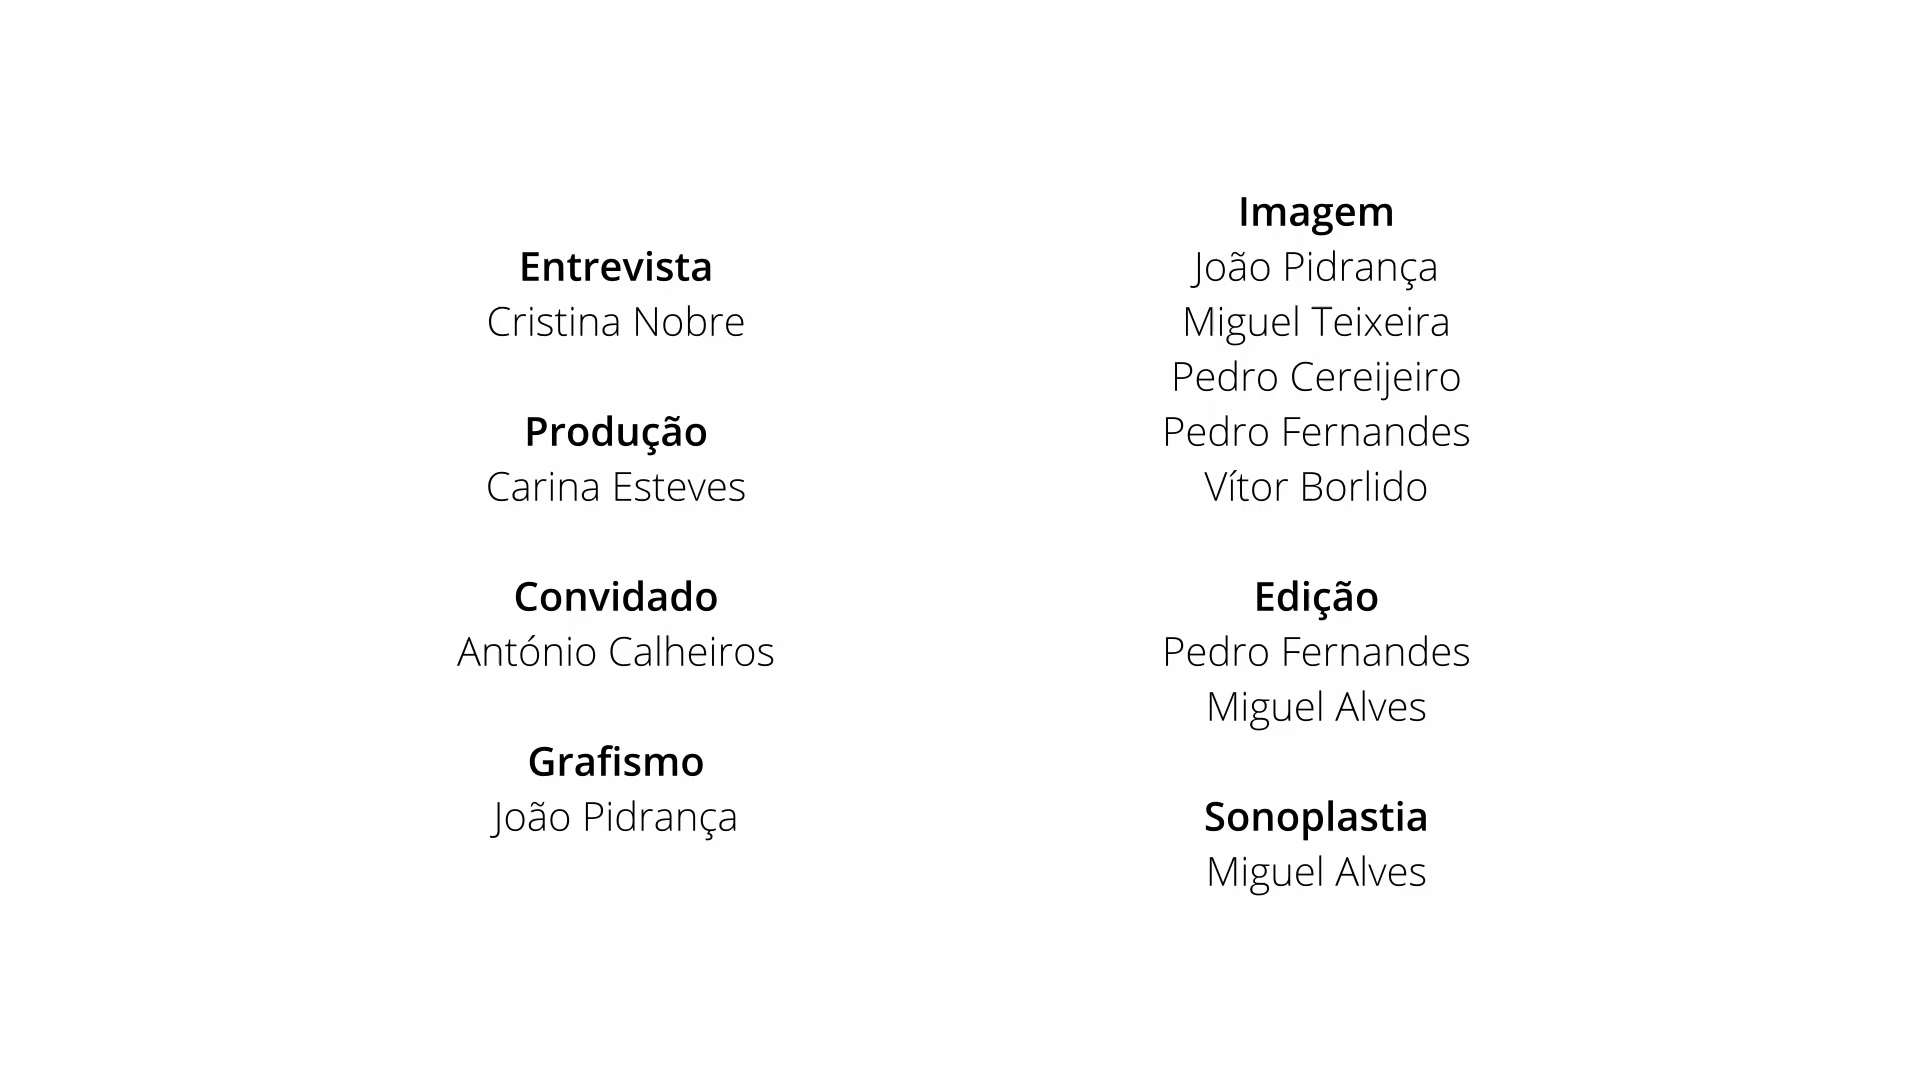 Entrevista
Cristina Nobre
Produção
Carina Esteves
Convidado
António Calheiros
Grafismo
João Pidrança
Imagem
João Pidrança
Miguel Teixeira
Pedro Cereijeiro
Pedro Fernandes
Vítor Borlido
Edição
Pedro Fernandes
Miguel Alves
Sonoplastia
Miguel Alves